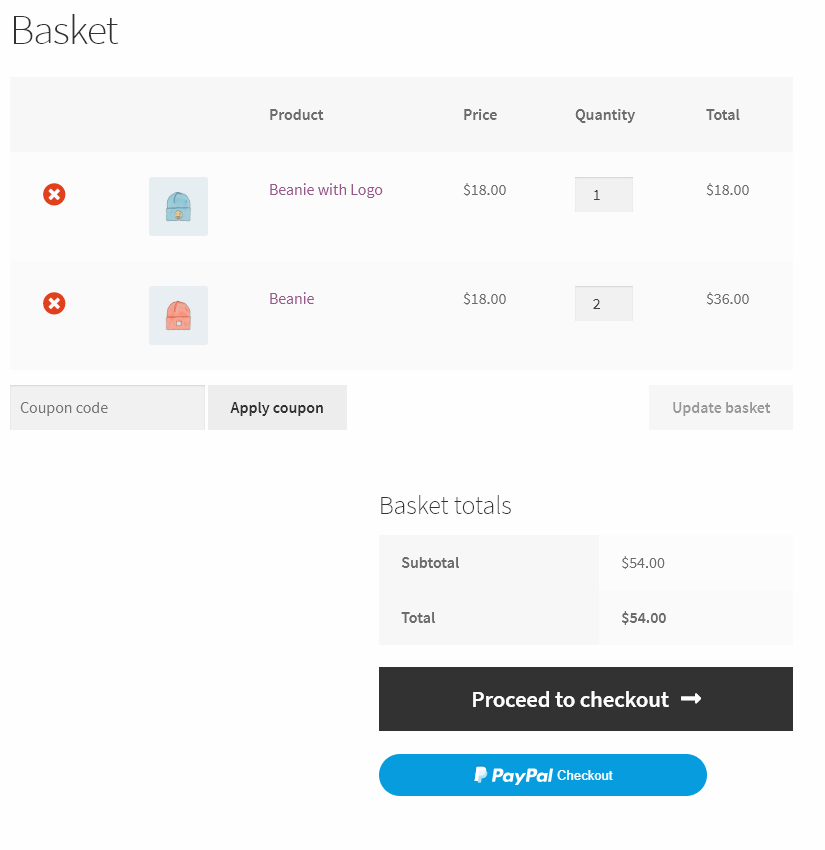 Basket
Product Price Quantity Total
Beanie with Logo $18.00 1 $18.00
Beanie $18.00 2 $36.00
Coupon code Apply coupon Update basket
Basket totals
Subtotal $54.00
Total $54.00
Proceed to checkout
PayPal Checkout